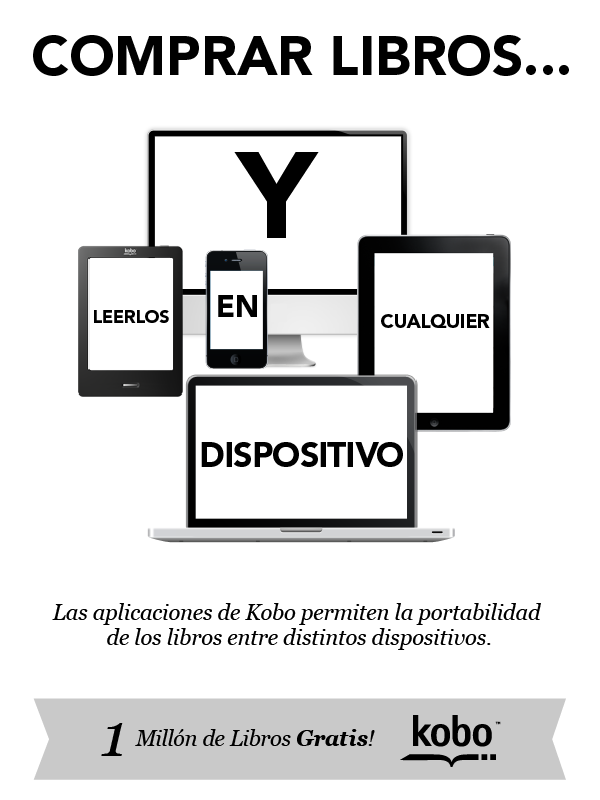 COMPRAR LIBROS...
Y
kobo
LEERLOS
EN
CUALQUIER
DISPOSITIVO
Las aplicaciones de Kobo permiten la portabilidad
de los libros entre distintos dispositivos.
1 Millón de Libros Gratis!
kobo™